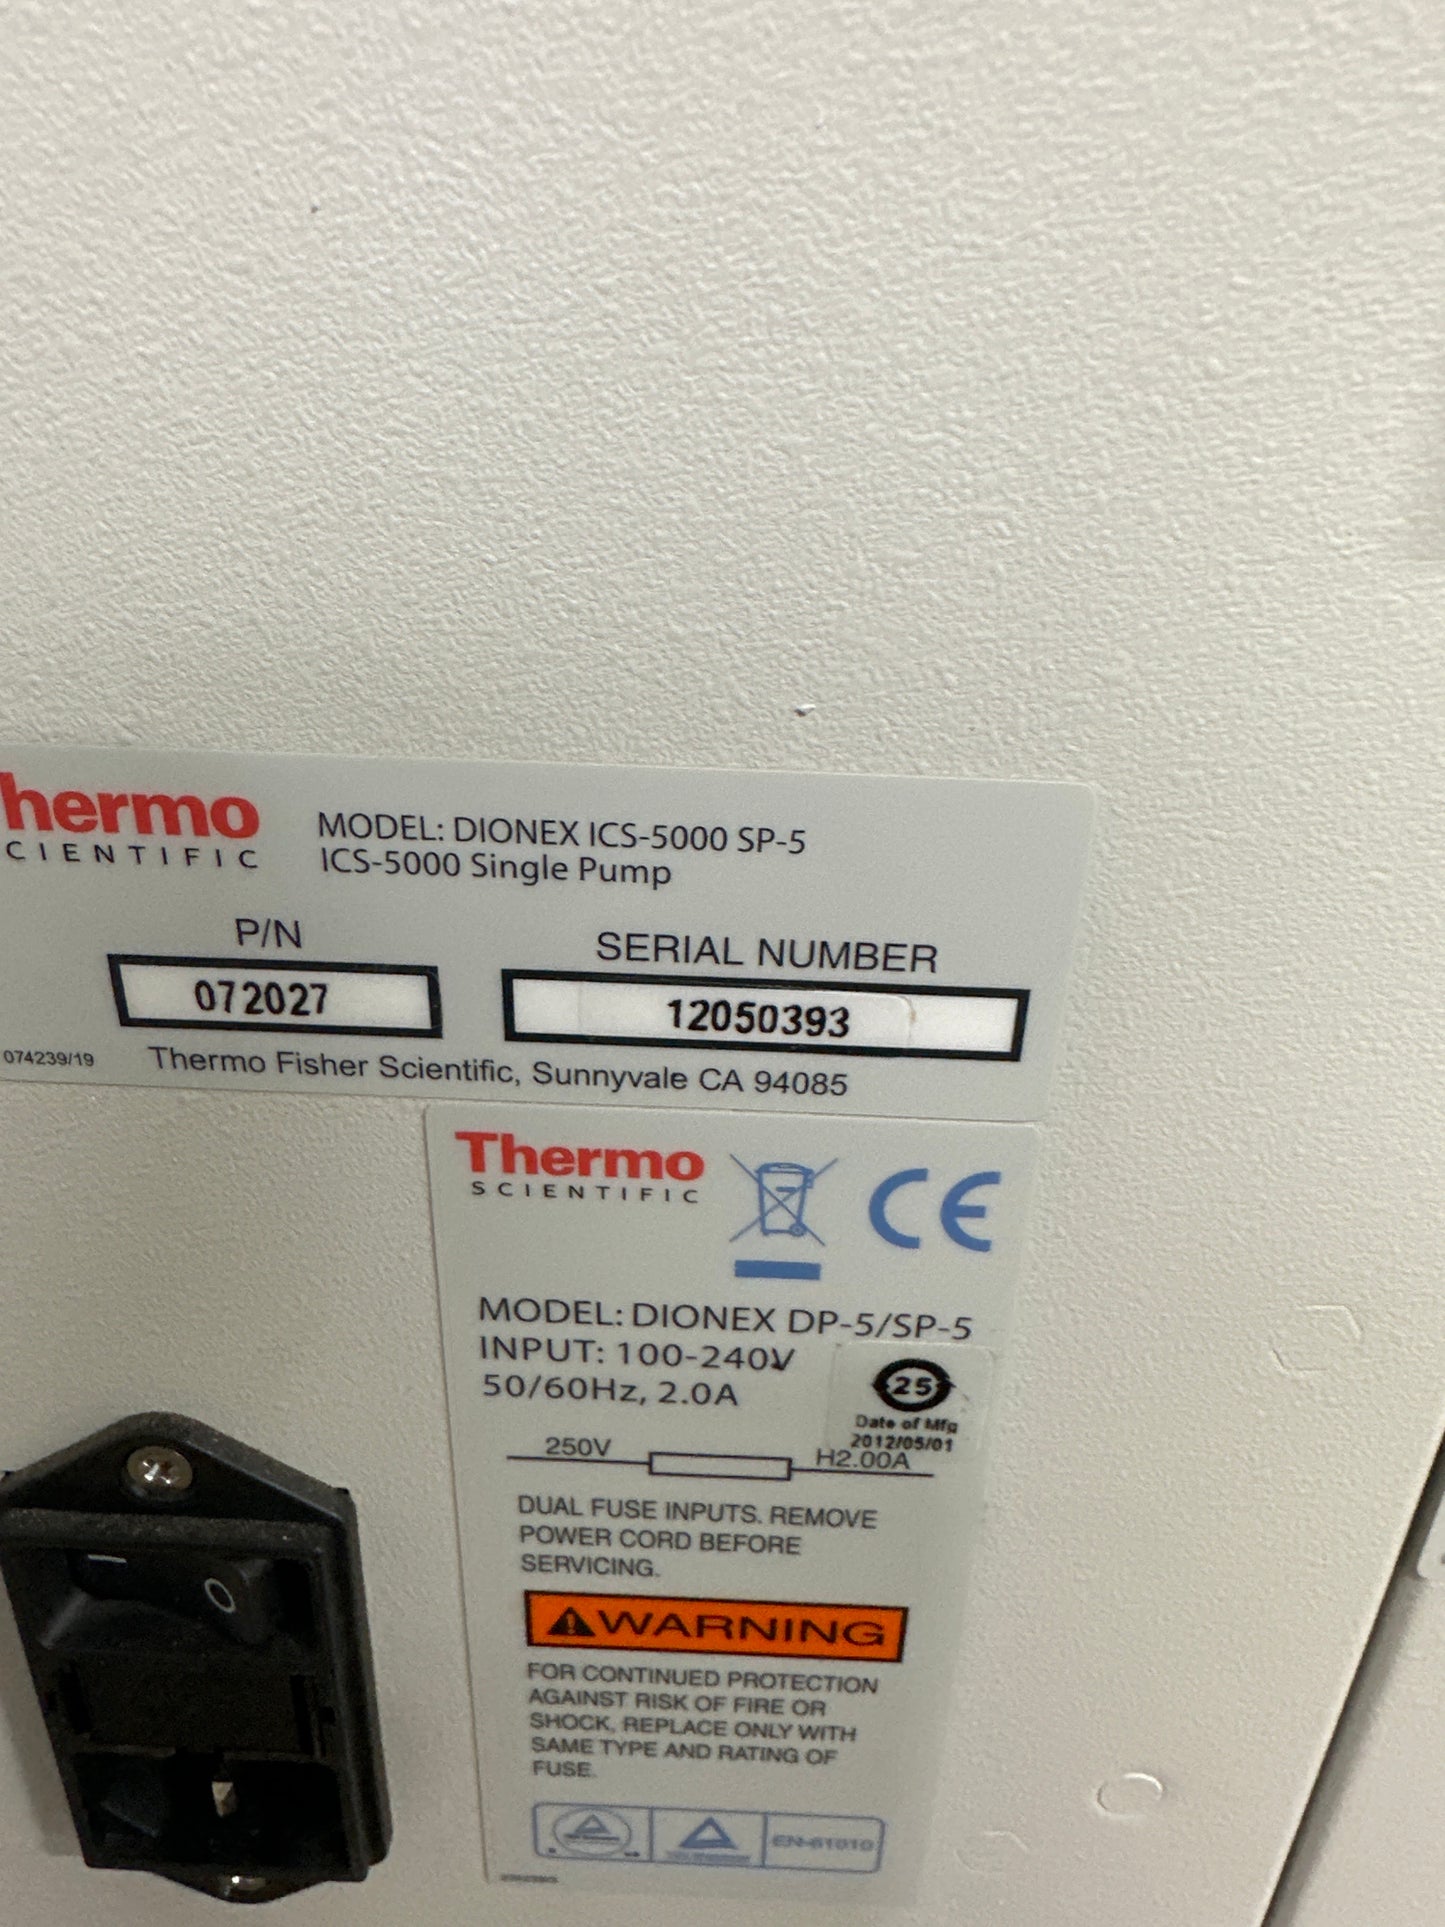 hermo
CIENTIFIC
MODEL: DIONEX ICS-5000 SP-5
ICS-5000 Single Pump
P/N
072027
SERIAL NUMBER
12050393
074239/19
Thermo Fisher Scientific, Sunnyvale CA 94085
Thermo
SCIENTIFIC
CE
MODEL: DIONEX DP-5/SP-5
INPUT: 100-240V
50/60Hz, 2.0A
25
Date of Mfg
2012/05/01
250V
H2.00A
DUAL FUSE INPUTS. REMOVE
POWER CORD BEFORE
SERVICING.
WARNING
FOR CONTINUED PROTECTION
AGAINST RISK OF FIRE OR
SHOCK, REPLACE ONLY WITH
SAME TYPE AND RATING OF
FUSE.
EN-61010